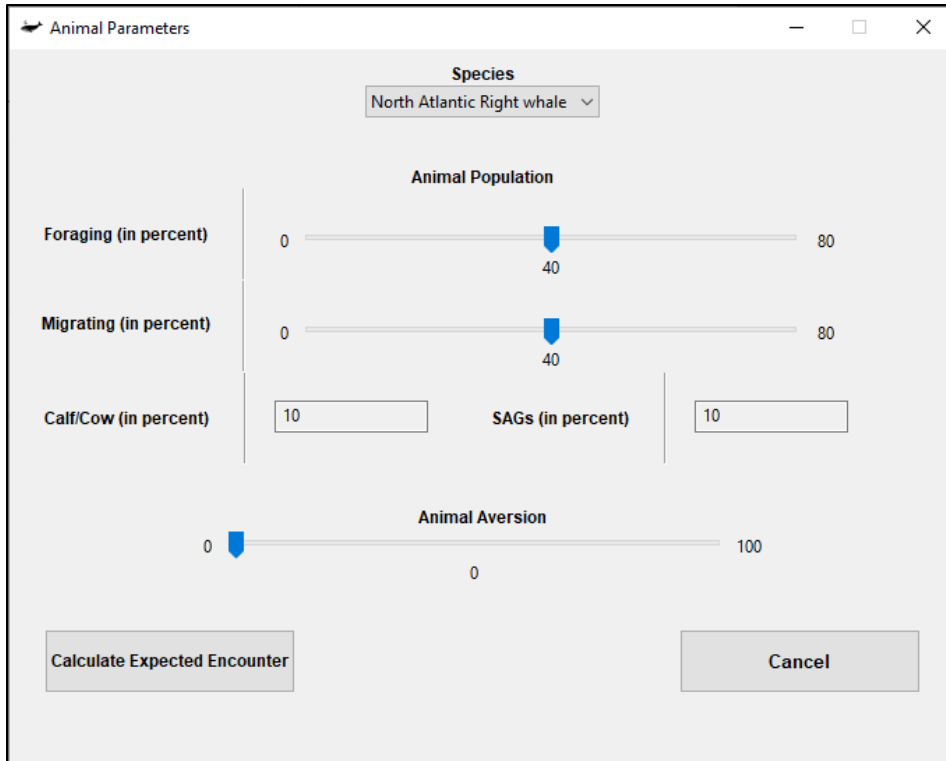 Animal Parameters
Species
North Atlantic Right whale
Animal Population
Foraging (in percent)
0
80
40
Migrating (in percent)
0
80
40
Calf/Cow (in percent)
10
SAGs (in percent)
10
Animal Aversion
0
100
0
Calculate Expected Encounter
Cancel